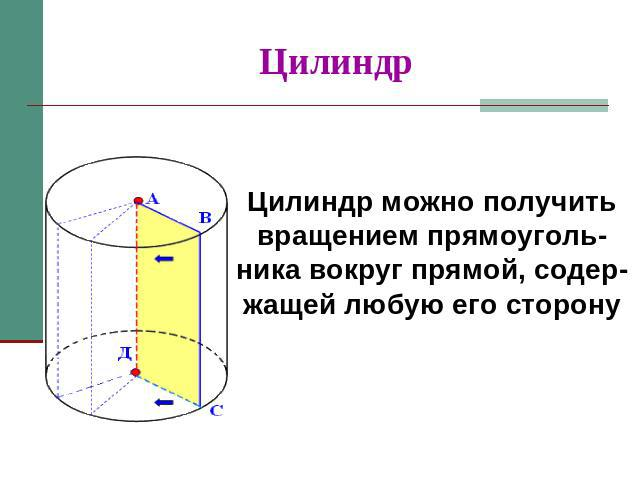 Цилиндр
Цилиндр можно получить
вращением прямоуголь-
ника вокруг прямой, содер-
жащей любую его сторону
А
В
Д
С